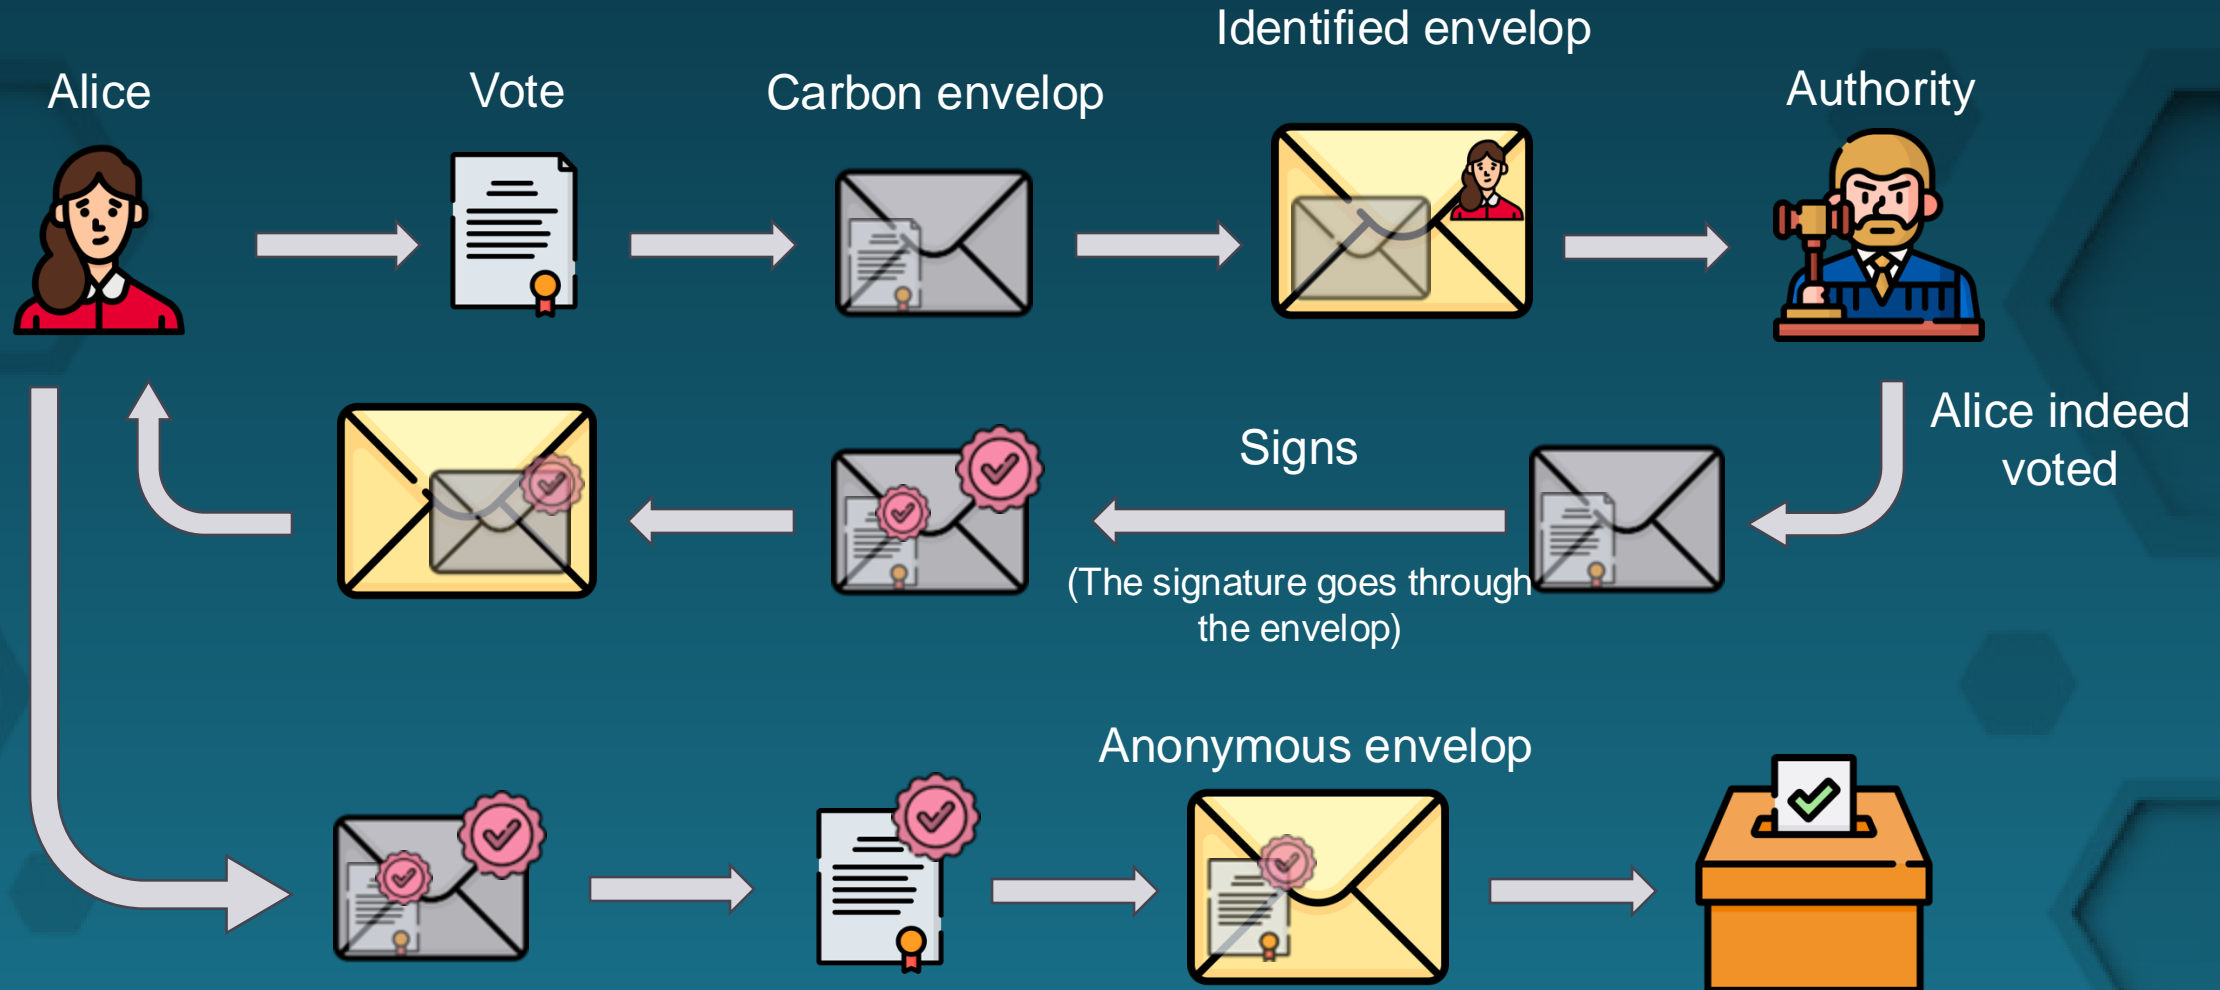 Identified envelop
Alice
Vote
Carbon envelop
Authority
Alice indeed
voted
Signs
(The signature goes through
the envelop)
Anonymous envelop